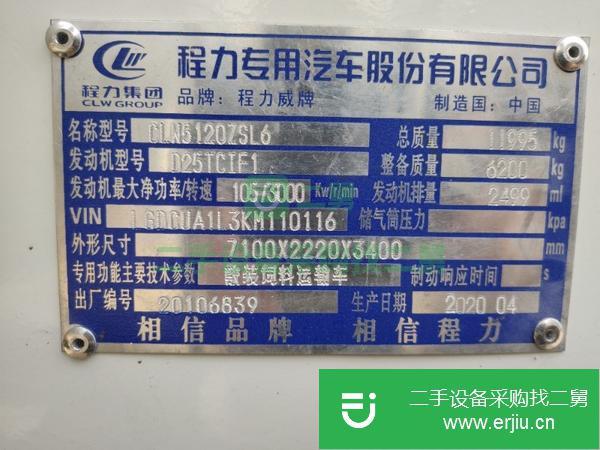 程力专用汽车股份有限公司
程力集团
CLW GROUP
品牌：程力威牌 制造国：中国
名称型号 CLW5120ZSL6 总质量 11995 kg
发动机型号 D25TCIF1 整备质量 6200 kg
发动机最大净功率/转速 105/3000 Kw/r/min 发动机排量 2499 ml
VIN LGDGUA1L3KM110116 储气筒压力 kpa
外形尺寸 7100X2220X3400 mm
专用功能主要技术参数 散装饲料运输车 制动响应时间 s
出厂编号 20106839 生产日期 2020 04
相信品牌 相信程力
二手设备采购找二舅
www.erjiu.cn